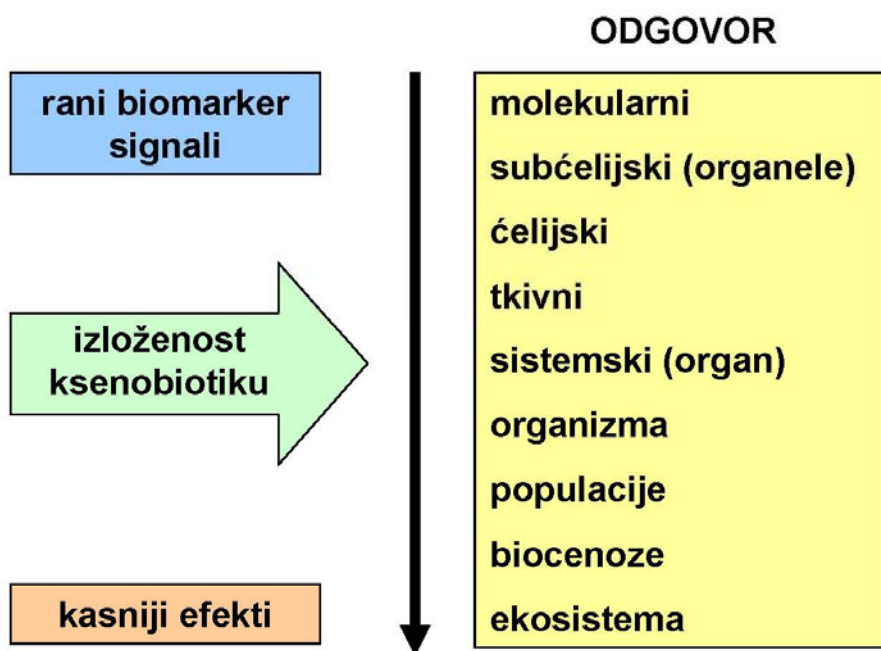 ODGOVOR
rani biomarker
signali
izloženost
ksenobiotiku
kasniji efekti
molekularni
subćelijski (organele)
ćelijski
tkivni
sistemski (organ)
organizma
populacije
biocenoze
ekosistema